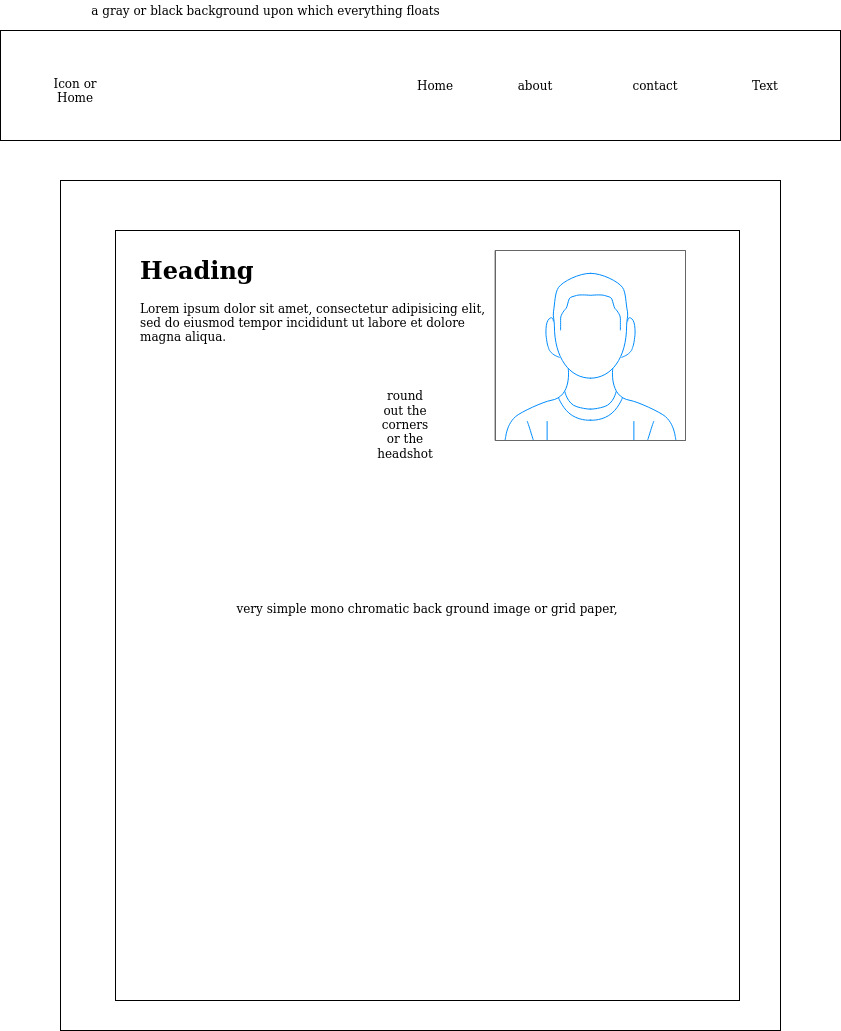 a gray or black background upon which everything floats
Icon or
Home
Home
about
contact
Text
Heading
Lorem ipsum dolor sit amet, consectetur adipisicing elit,
sed do eiusmod tempor incididunt ut labore et dolore
magna aliqua.
round
out the
corners
or the
headshot
very simple mono chromatic back ground image or grid paper,